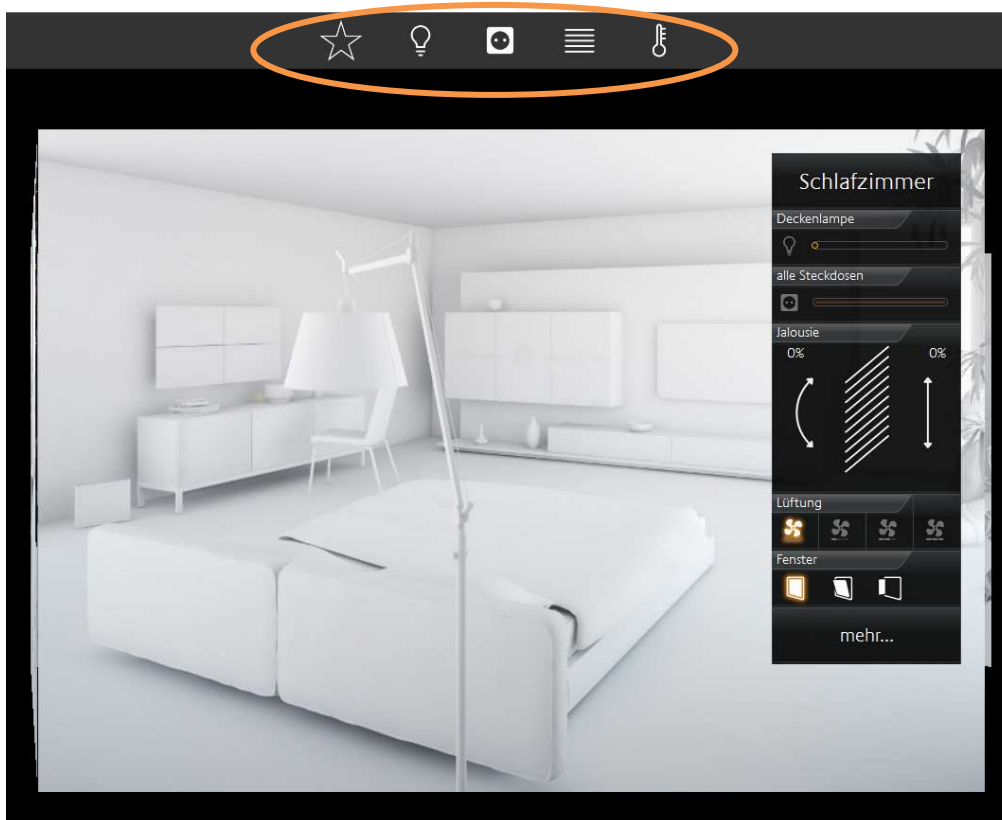 Schlafzimmer
Deckenlampe
alle Steckdosen
Jalousie
0% 0%
Lüftung
Fenster
mehr...